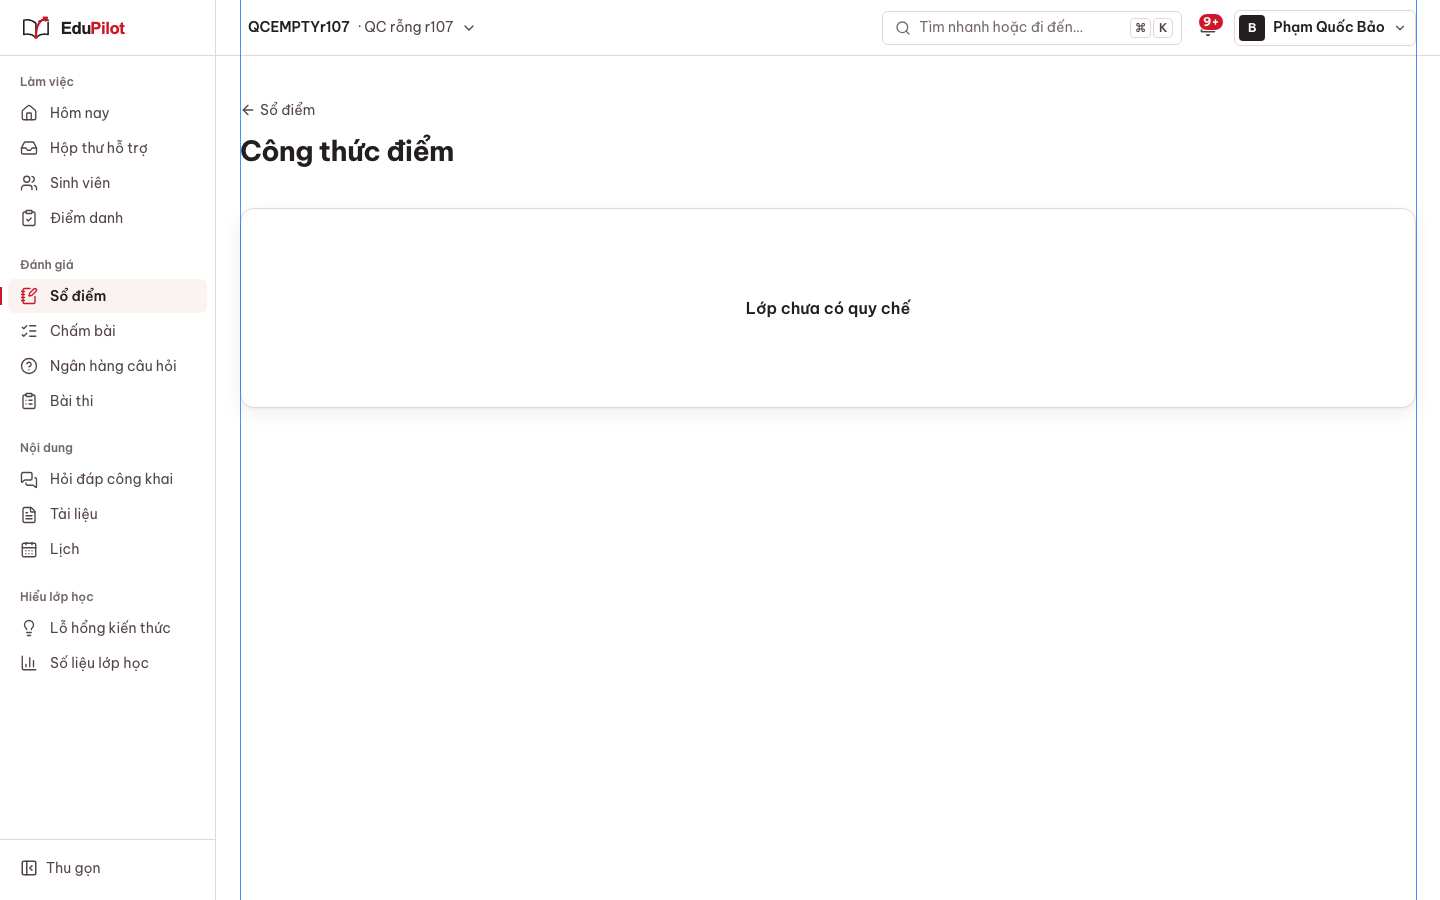 EduPilot
QCEMPTYr107 · QC rỗng r107
Tìm nhanh hoặc đi đến...
⌘ K
9+
B
Phạm Quốc Bảo
Làm việc
Hôm nay
Hộp thư hỗ trợ
Sinh viên
Điểm danh
Đánh giá
Sổ điểm
Chấm bài
Ngân hàng câu hỏi
Bài thi
Nội dung
Hỏi đáp công khai
Tài liệu
Lịch
Hiểu lớp học
Lỗ hổng kiến thức
Số liệu lớp học
Thu gọn
Sổ điểm
Công thức điểm
Lớp chưa có quy chế